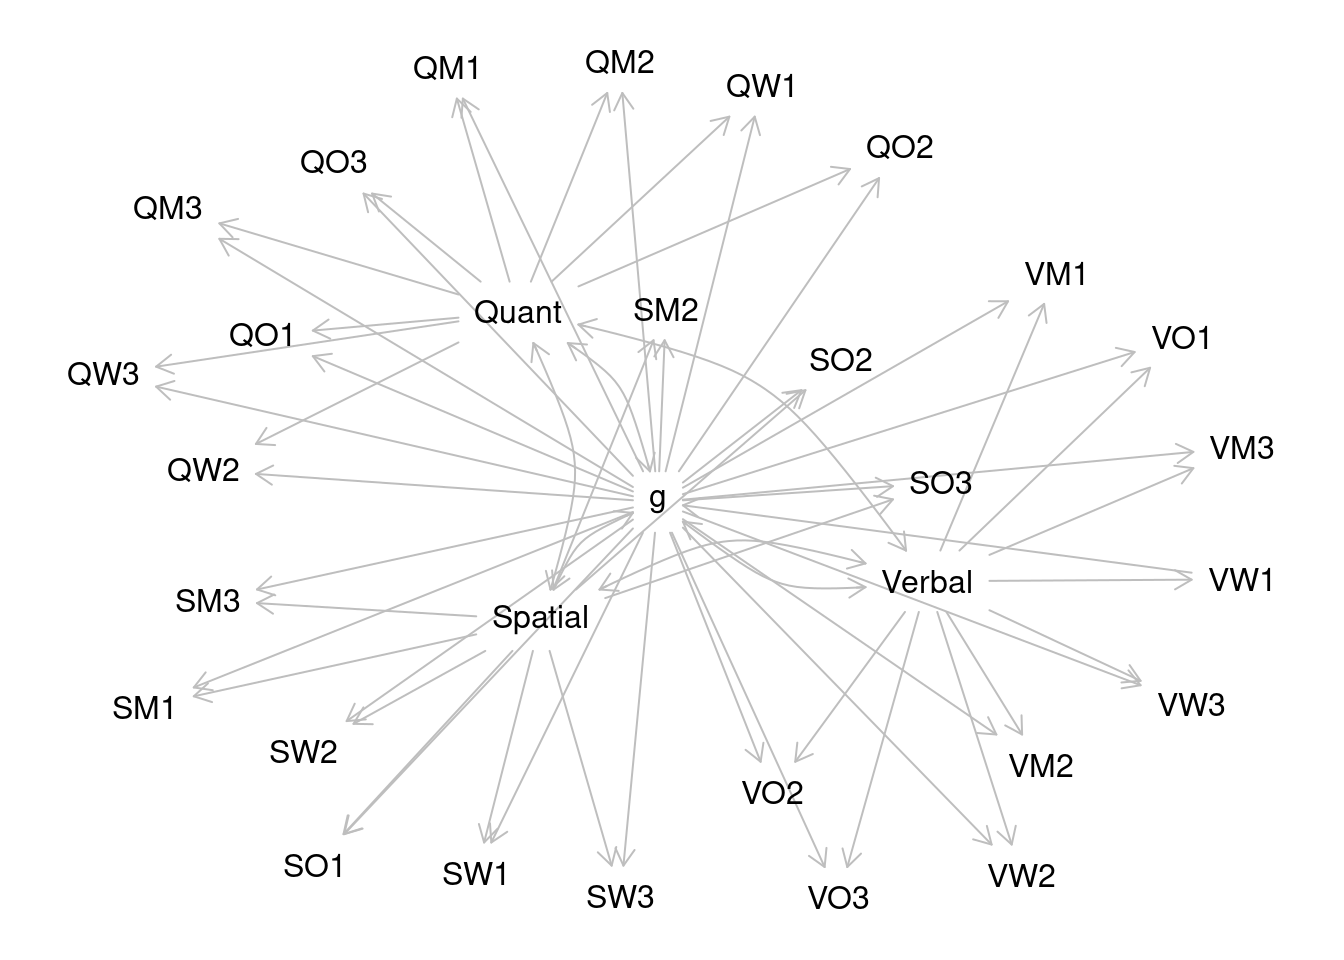 QM2
QM1
QW1
QO2
QO3
QM3
VM1
SM2
Quant
QO1
VO1
SO2
QW3
VM3
QW2
SO3
g
VW1
Verbal
SM3
Spatial
VW3
SM1
SW2
VM2
VO2
SO1
SW1
VW2
SW3
VO3